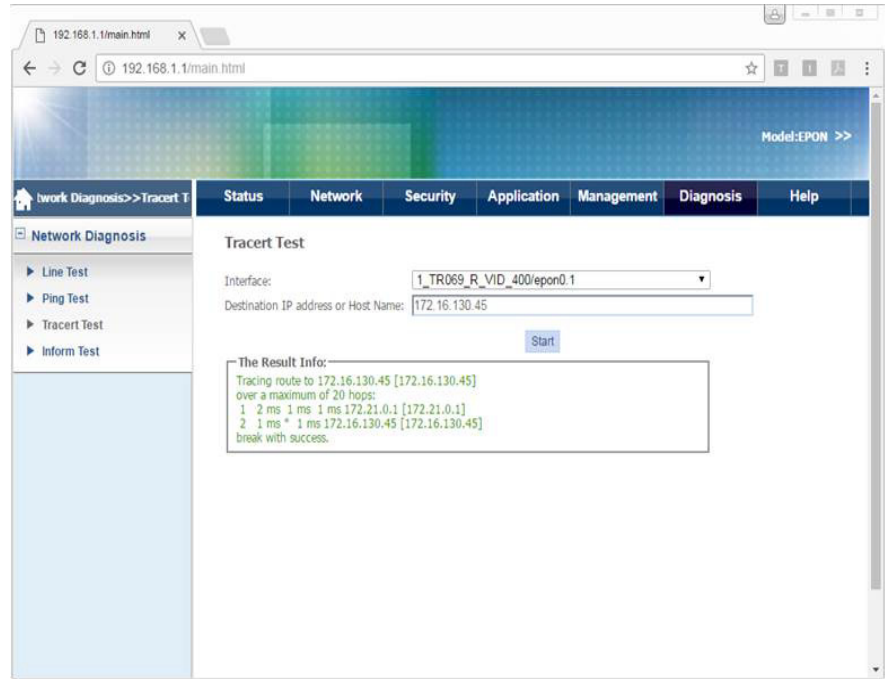 192.168.1.1/main.html
192.168.1.1/main.html
Model:EPON >>
twork Diagnosis>>Tracert T
Status Network Security Application Management Diagnosis Help
Network Diagnosis
Line Test
Ping Test
Tracert Test
Inform Test
Tracert Test
Interface: 1_TR069_R_VID_400/epon0.1
Destination IP address or Host Name: 172.16.130.45
Start
The Result Info:
Tracing route to 172.16.130.45 [172.16.130.45]
over a maximum of 20 hops:
1 2 ms 1 ms 1 ms 172.21.0.1 [172.21.0.1]
2 1 ms * 1 ms 172.16.130.45 [172.16.130.45]
break with success.